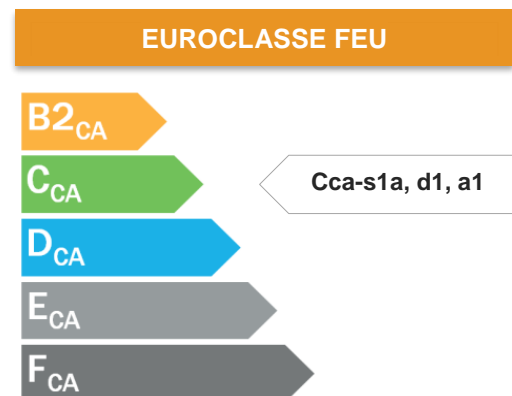 EUROCLASSE FEU
B2CA
CCA
Cca-s1a, d1, a1
DCA
ECA
FCA